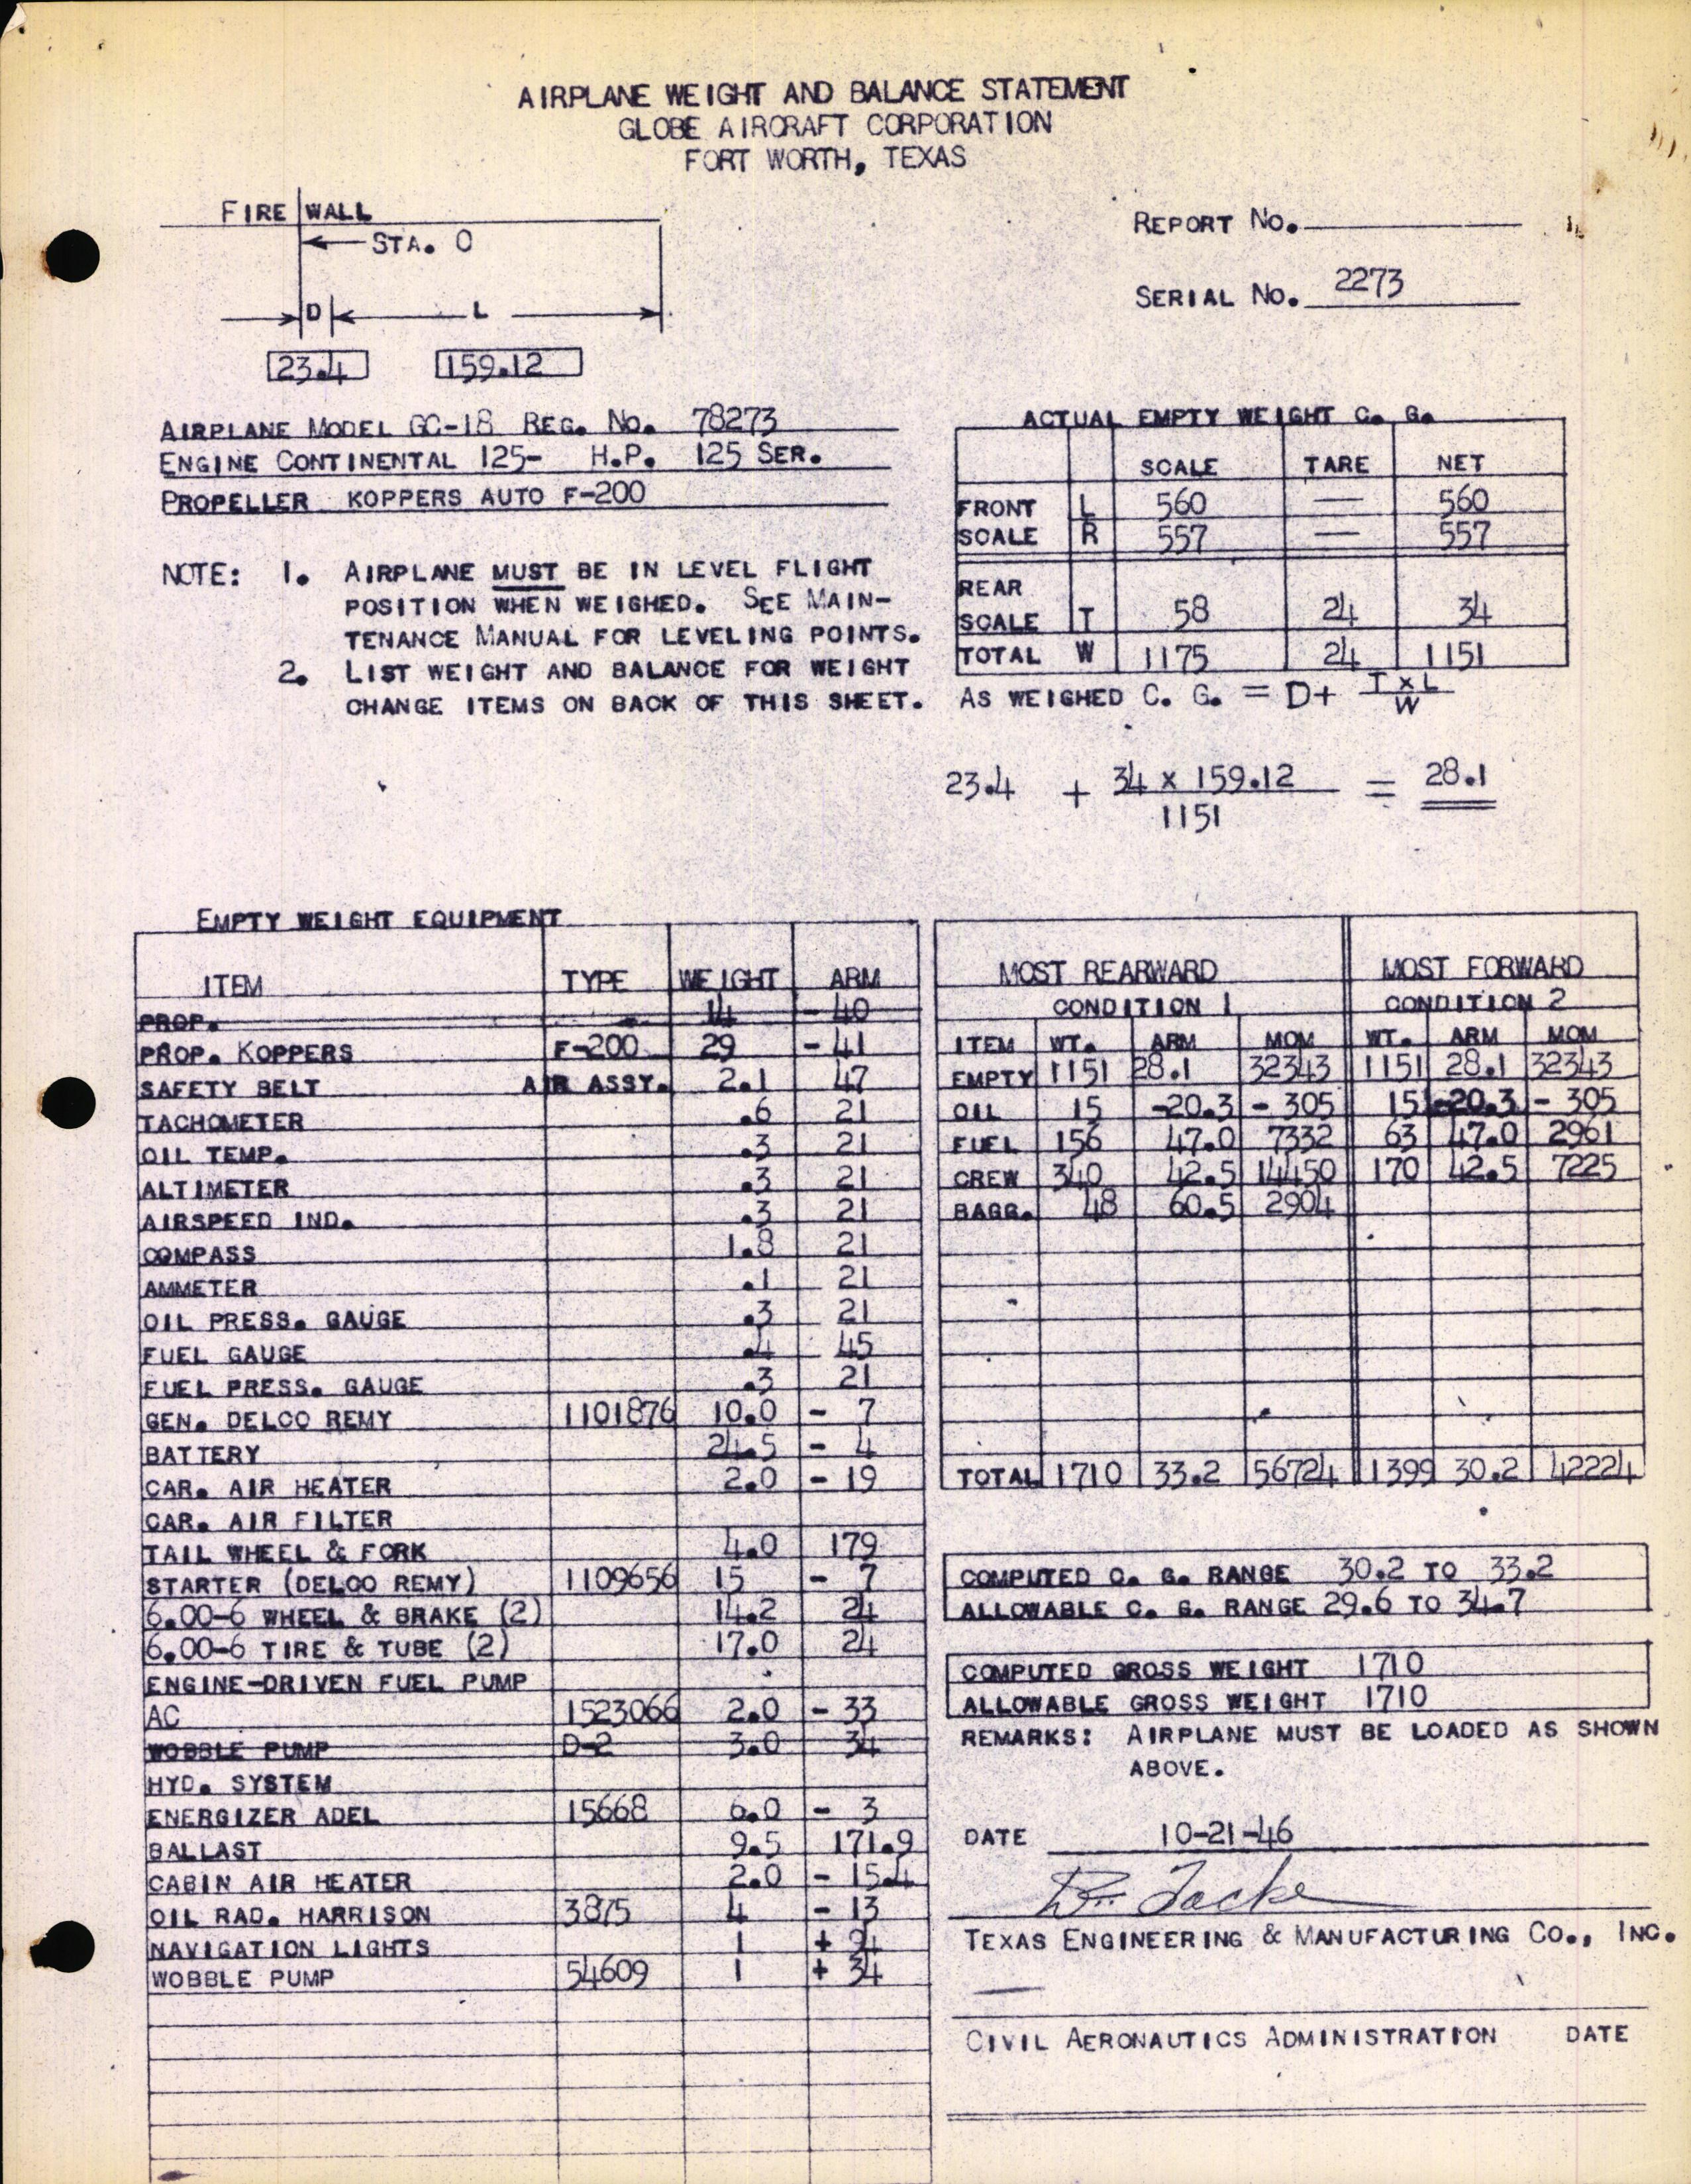 AIRPLANE WEIGHT AND BALANCE STATEMENT
GLOBE AIRCRAFT CORPORATION
FORT WORTH, TEXAS
FIRE WALL
STA. 0
D L
23.4 159.12
REPORT NO.
SERIAL NO. 2273
AIRPLANE MODEL GC-1B REG. NO. 78273
ENGINE CONTINENTAL 125- H.P. 125 SER.
PROPELLER KOPPERS AUTO F-200
NOTE: 1. AIRPLANE MUST BE IN LEVEL FLIGHT
POSITION WHEN WEIGHED. SEE MAIN-
TENANCE MANUAL FOR LEVELING POINTS.
2. LIST WEIGHT AND BALANCE FOR WEIGHT
CHANGE ITEMS ON BACK OF THIS SHEET.
ACTUAL EMPTY WEIGHT C. G.
SCALE TARE NET
FRONT L 560 — 560
SCALE R 557 — 557
REAR
SCALE T 58 24 34
TOTAL W 1175 24 1151
AS WEIGHED C. G. = D+ T x L
W
23.4 + 34 x 159.12 = 28.1
1151
EMPTY WEIGHT EQUIPMENT
ITEM TYPE WEIGHT ARM
PROP. 14 - 40
PROP. KOPPERS F-200 29 - 41
SAFETY BELT AIR ASSY. 2.1 47
TACHOMETER .6 21
OIL TEMP. .3 21
ALTIMETER .3 21
AIRSPEED IND. .3 21
COMPASS 1.8 21
AMMETER .1 21
OIL PRESS. GAUGE .3 21
FUEL GAUGE .4 45
FUEL PRESS. GAUGE .3 21
GEN. DELCO REMY 1101876 10.0 - 7
BATTERY 24.5 - 4
CAR. AIR HEATER 2.0 - 19
CAR. AIR FILTER
TAIL WHEEL & FORK 4.0 179
STARTER (DELCO REMY) 1109656 15 - 7
6.00-6 WHEEL & BRAKE (2) 14.2 24
6.00-6 TIRE & TUBE (2) 17.0 24
ENGINE-DRIVEN FUEL PUMP
AC 1523066 2.0 - 33
WOBBLE PUMP D-2 3.0 34
HYD. SYSTEM
ENERGIZER ADEL 15668 6.0 - 3
BALLAST 9.5 171.9
CABIN AIR HEATER 2.0 - 15.4
OIL RAD. HARRISON 3875 4 - 13
NAVIGATION LIGHTS 1 +
WOBBLE PUMP 54609 1 + 34
MOST REARWARD MOST FORWARD
CONDITION 1 CONDITION 2
ITEM WT. ARM MOM WT. ARM MOM
EMPTY 1151 28.1 32343 1151 28.1 32343
OIL 15 -20.3 - 305 15 -20.3 - 305
FUEL 156 47.0 7332 63 47.0 2961
CREW 340 42.5 14450 170 42.5 7225
BAGG. 48 60.5 2904
TOTAL 1710 33.2 56724 1399 30.2 42224
COMPUTED C. G. RANGE 30.2 TO 33.2
ALLOWABLE C. G. RANGE 29.6 TO 34.7
COMPUTED GROSS WEIGHT 1710
ALLOWABLE GROSS WEIGHT 1710
REMARKS: AIRPLANE MUST BE LOADED AS SHOWN
ABOVE.
DATE 10-21-46
TEXAS ENGINEERING & MANUFACTURING CO., INC.
CIVIL AERONAUTICS ADMINISTRATION DATE